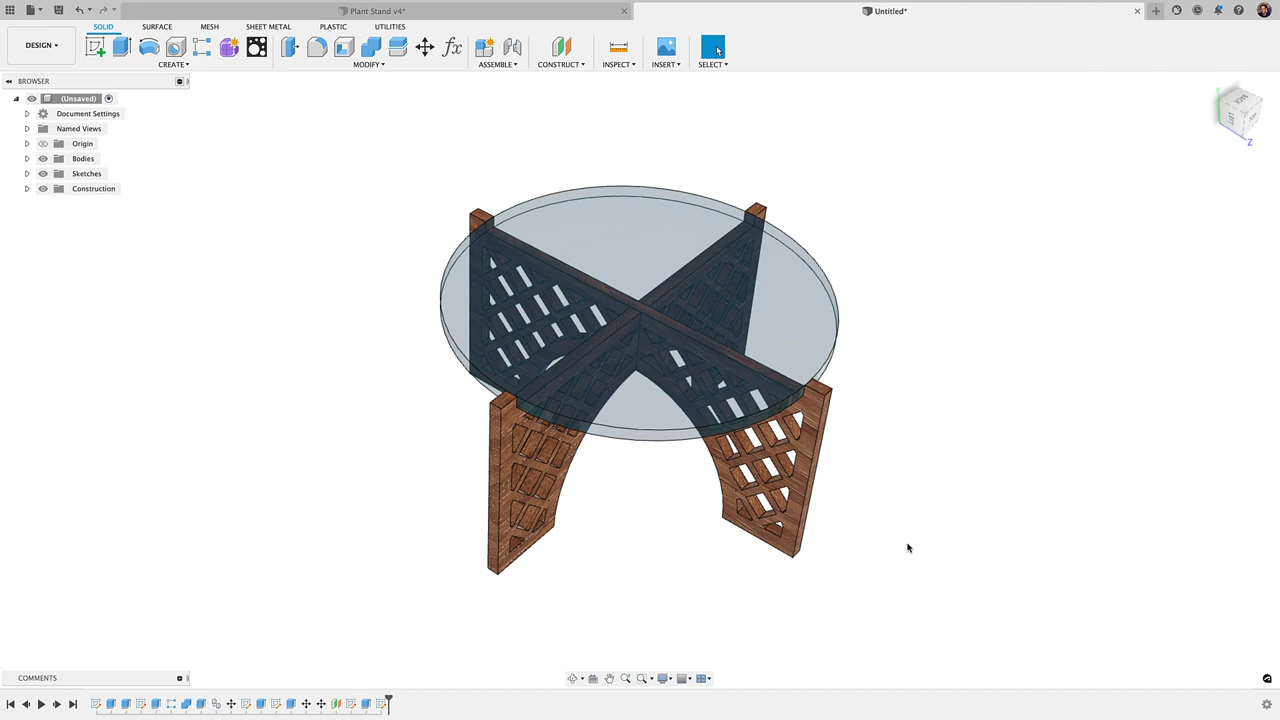 Plant Stand v4*
Untitled*
SOLID SURFACE MESH SHEET METAL PLASTIC UTILITIES
DESIGN
CREATE MODIFY ASSEMBLE CONSTRUCT INSPECT INSERT SELECT
BROWSER
(Unsaved)
Document Settings
Named Views
Origin
Bodies
Sketches
Construction
Z
COMMENTS